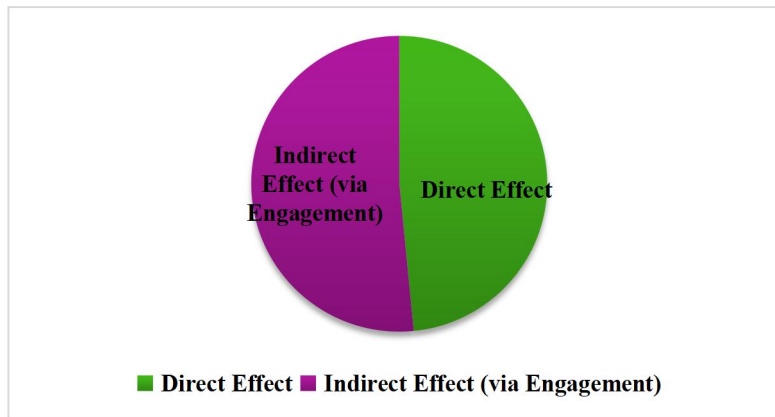 Indirect
Effect (via
Engagement)
Direct Effect
Direct Effect
Indirect Effect (via Engagement)